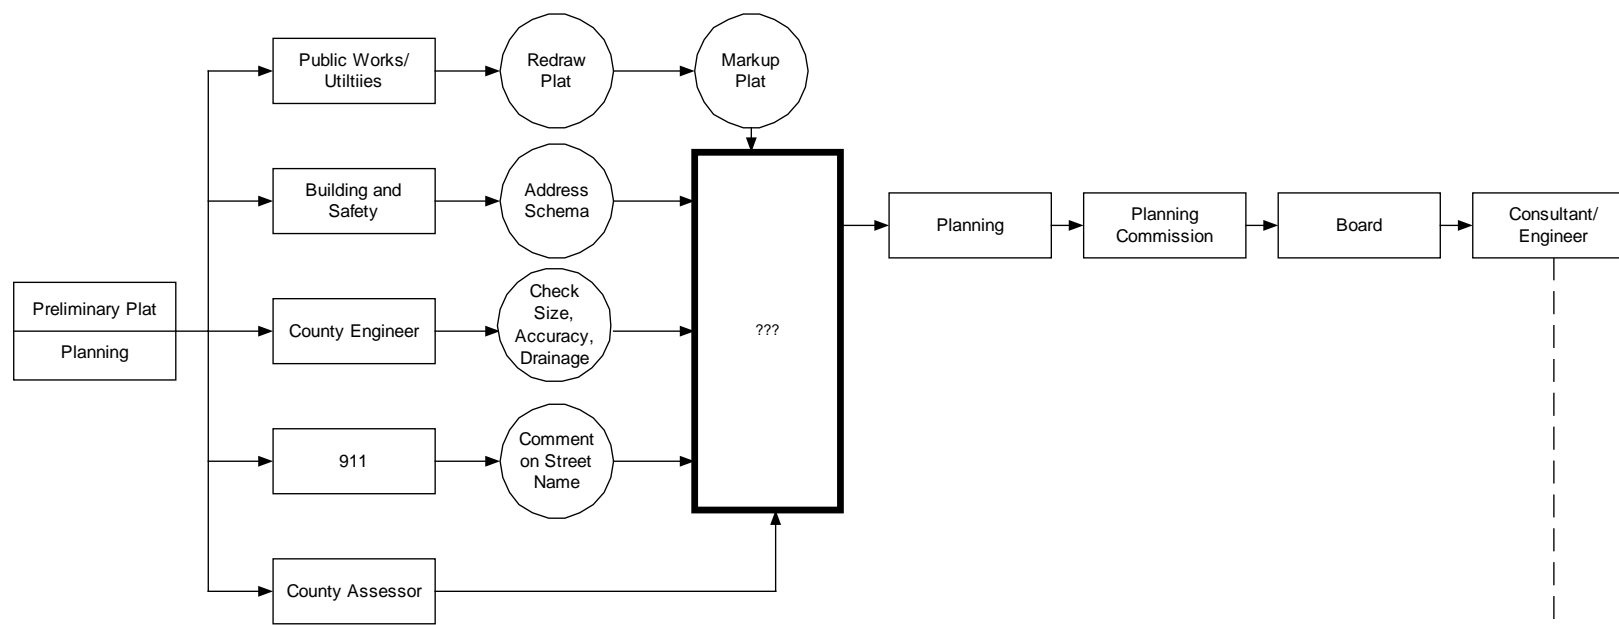 Public Works/
Utiltiies
Redraw
Plat
Markup
Plat
Building and
Safety
Address
Schema
Planning
Planning
Commission
Board
Consultant/
Engineer
Preliminary Plat
Planning
County Engineer
Check
Size,
Accuracy,
Drainage
???
911
Comment
on Street
Name
County Assessor